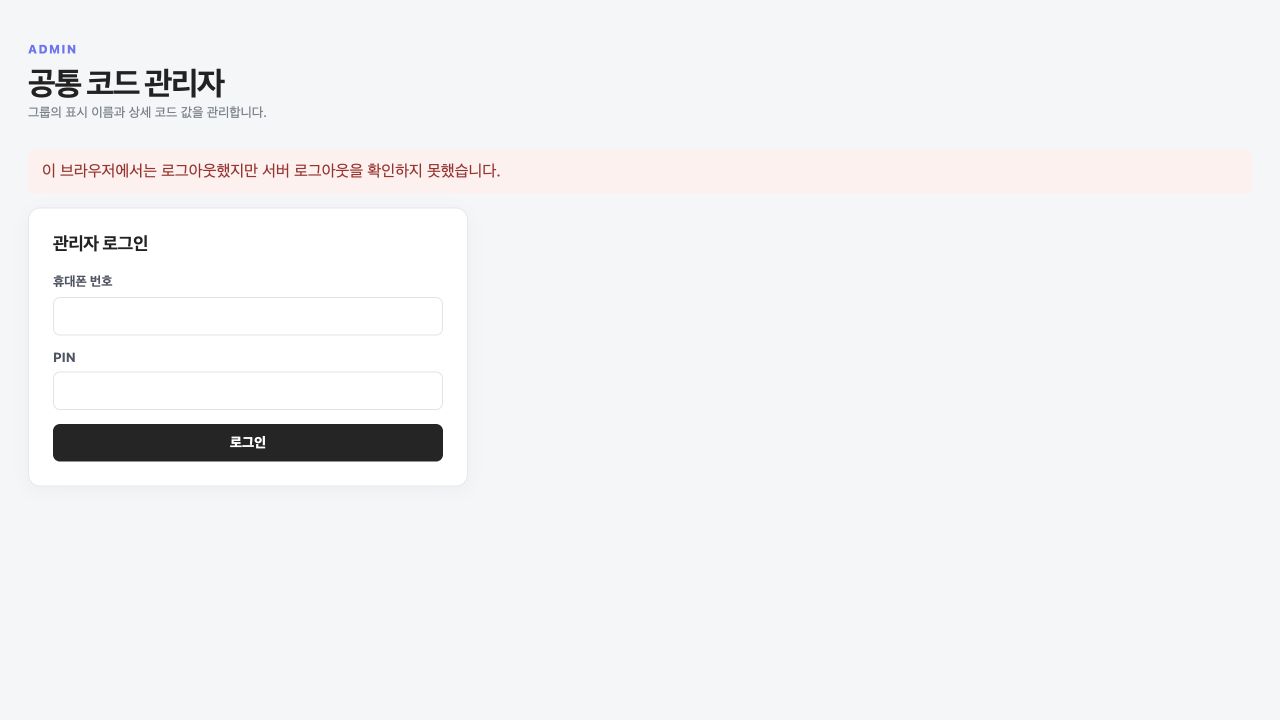 ADMIN
공통 코드 관리자
그룹의 표시 이름과 상세 코드 값을 관리합니다.
이 브라우저에서는 로그아웃했지만 서버 로그아웃을 확인하지 못했습니다.
관리자 로그인
휴대폰 번호
PIN
로그인